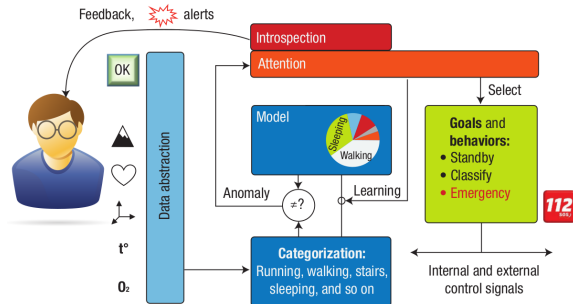 Feedback, alerts
Introspection
Attention
OK
Select
Model
Sleeping
Walking
Goals and
behaviors:
• Standby
• Classify
• Emergency
Data abstraction
Anomaly
≠?
Learning
112
Categorization:
Running, walking, stairs,
sleeping, and so on
t°
O₂
Internal and external
control signals